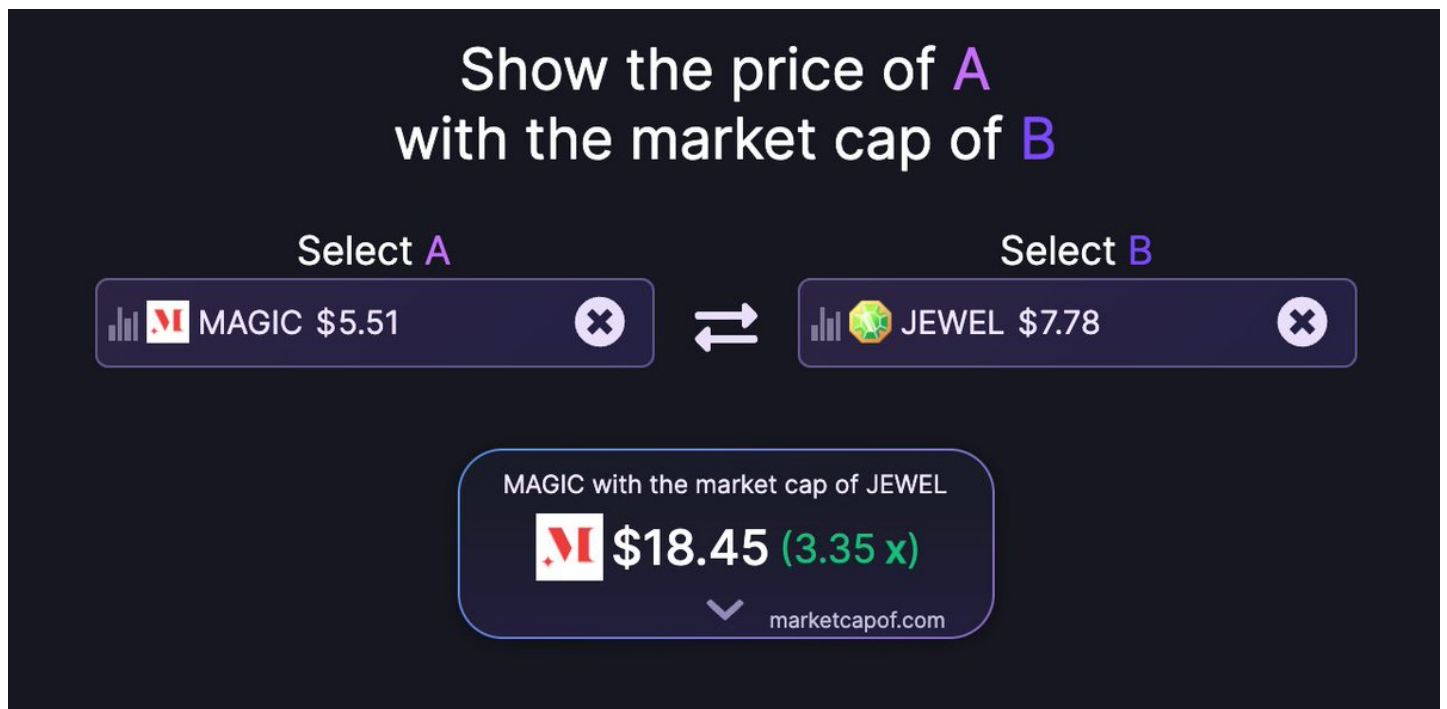 Show the price of A
with the market cap of B
Select A
Select B
MAGIC $5.51
JEWEL $7.78
MAGIC with the market cap of JEWEL
$18.45 (3.35 x)
marketcapof.com